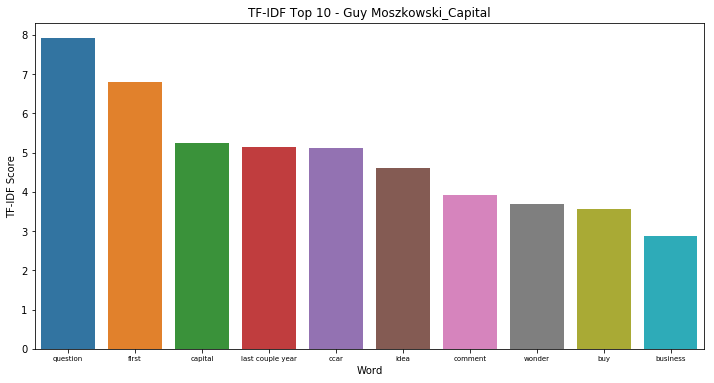 TF-IDF Top 10 - Guy Moszkowski_Capital
TF-IDF Score
8
7
6
5
4
3
2
1
0
question first capital last couple year ccar idea comment wonder buy business
Word